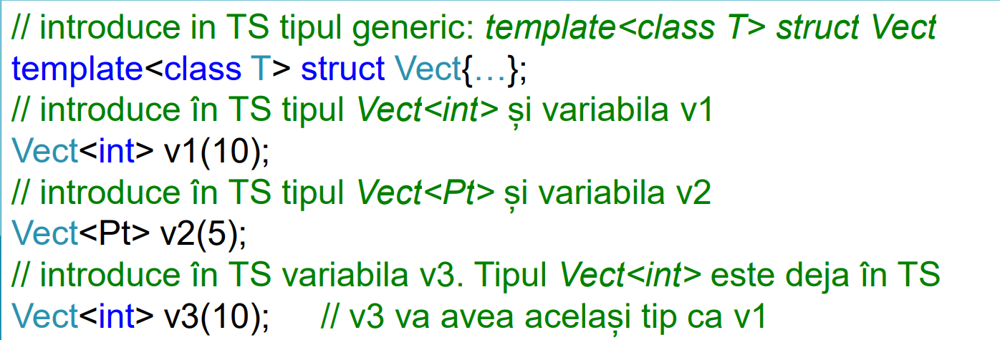 // introduce in TS tipul generic: template<class T> struct Vect
template<class T> struct Vect{…};
// introduce în TS tipul Vect<int> și variabila v1
Vect<int> v1(10);
// introduce în TS tipul Vect<Pt> și variabila v2
Vect<Pt> v2(5);
// introduce în TS variabila v3. Tipul Vect<int> este deja în TS
Vect<int> v3(10); // v3 va avea același tip ca v1